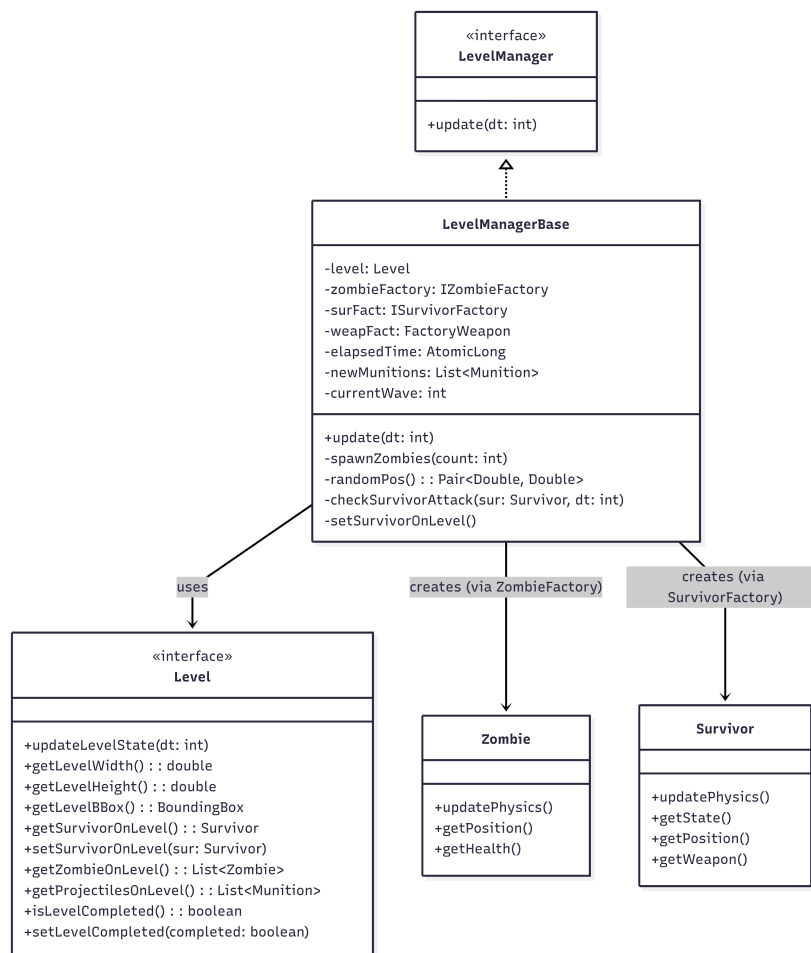 «interface»
LevelManager
+update(dt: int)
LevelManagerBase
-level: Level
-zombieFactory: IZombieFactory
-surFact: ISurvivorFactory
-weapFact: FactoryWeapon
-elapsedTime: AtomicLong
-newMunitions: List<Munition>
-currentWave: int
+update(dt: int)
-spawnZombies(count: int)
-randomPos() : : Pair<Double, Double>
-checkSurvivorAttack(sur: Survivor, dt: int)
-setSurvivorOnLevel()
uses
creates (via ZombieFactory)
creates (via
SurvivorFactory)
«interface»
Level
+updateLevelState(dt: int)
+getLevelWidth() : : double
+getLevelHeight() : : double
+getLevelBBox() : : BoundingBox
+getSurvivorOnLevel() : : Survivor
+setSurvivorOnLevel(sur: Survivor)
+getZombieOnLevel() : : List<Zombie>
+getProjectilesOnLevel() : : List<Munition>
+isLevelCompleted() : : boolean
+setLevelCompleted(completed: boolean)
Zombie
+updatePhysics()
+getPosition()
+getHealth()
Survivor
+updatePhysics()
+getState()
+getPosition()
+getWeapon()